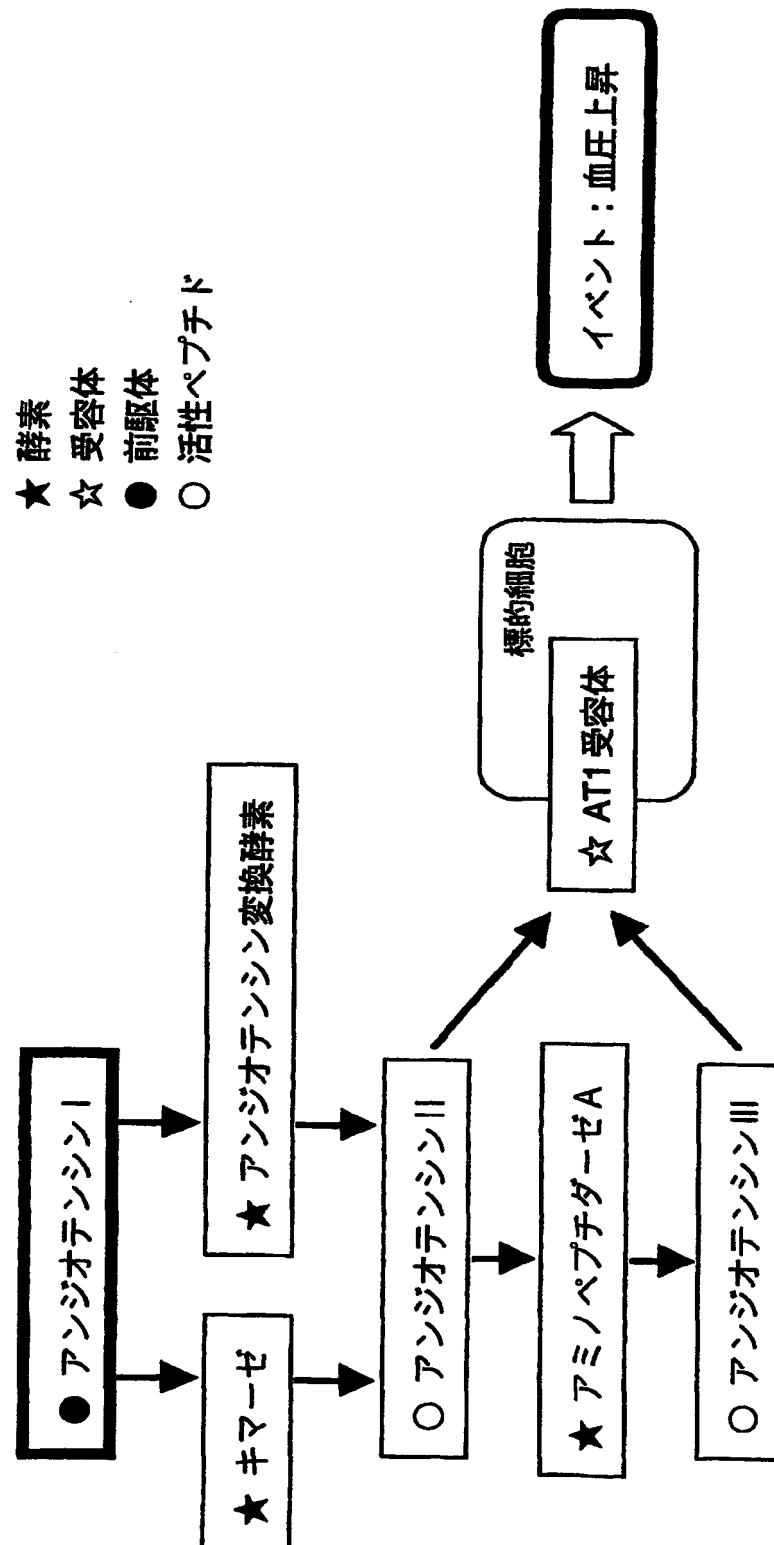 ★ 酵素
☆ 受容体
● 前駆体
○ 活性ペプチド
● アンジオテンシン I
★ キマーゼ
★ アンジオテンシン変換酵素
○ アンジオテンシン II
★ アミノペプチダーゼ A
○ アンジオテンシン III
標的細胞
☆ AT1 受容体
イベント：血圧上昇